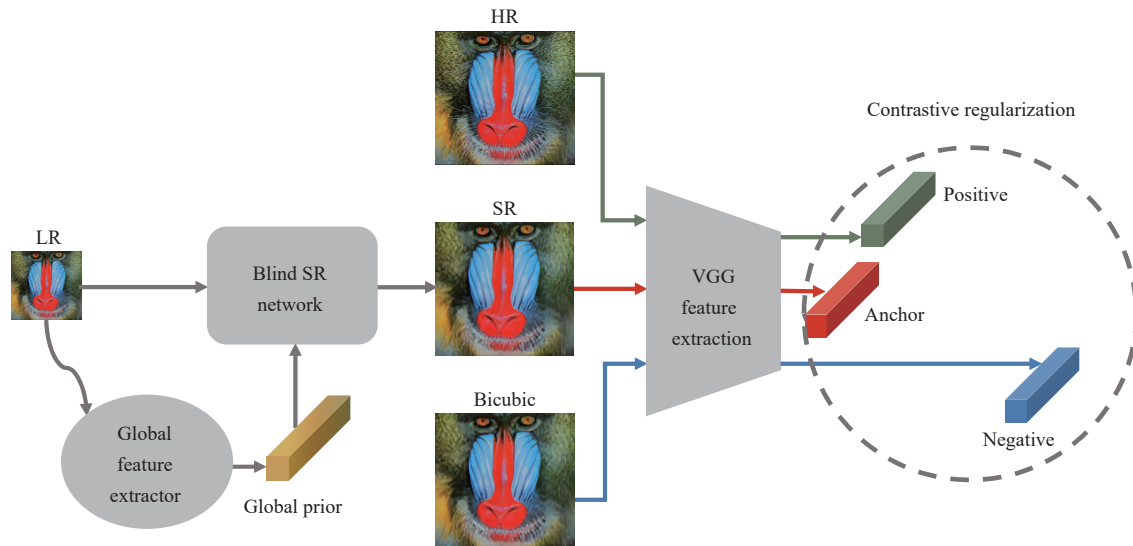 HR
Contrastive regularization
Positive
SR
LR
Blind SR
network
VGG
feature
extraction
Anchor
Bicubic
Global
feature
extractor
Global prior
Negative